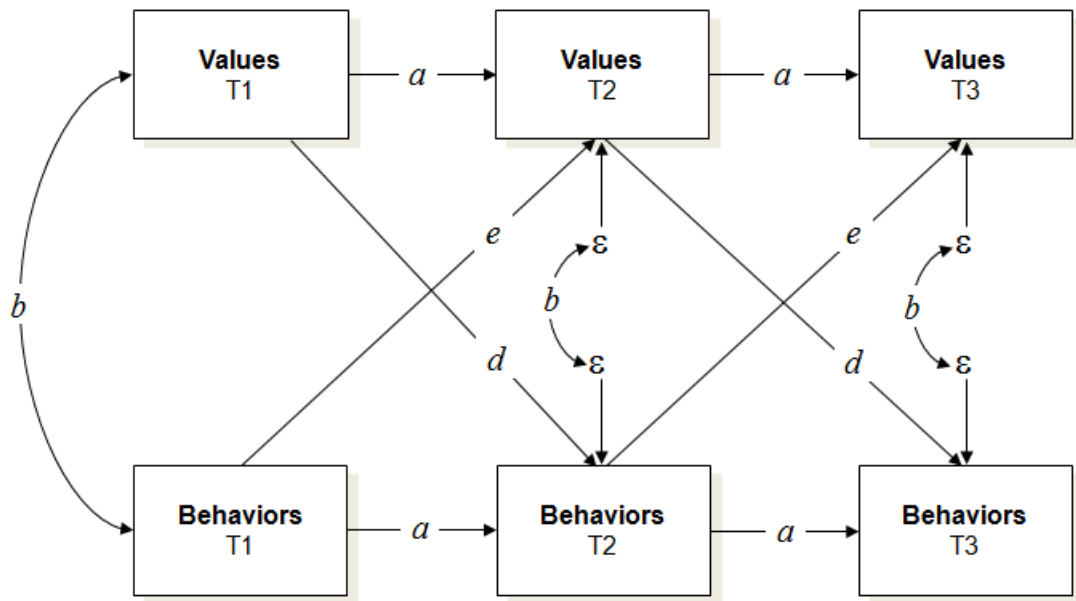 Values
T1
a
Values
T2
a
Values
T3
e
ε
e
ε
b
b
b
d
ε
d
ε
Behaviors
T1
a
Behaviors
T2
a
Behaviors
T3